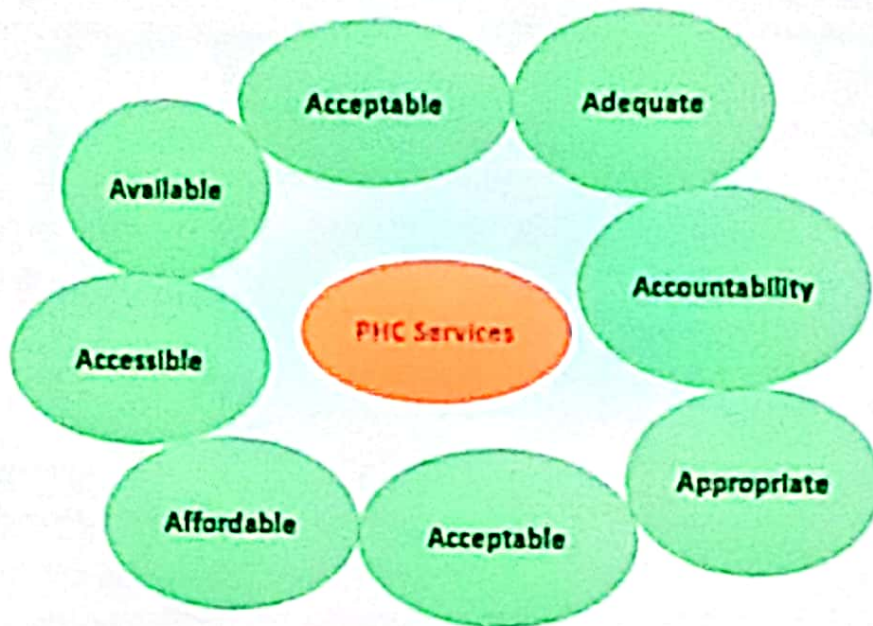 Acceptable
Adequate
Available
Accountability
PHC Services
Accessible
Appropriate
Affordable
Acceptable